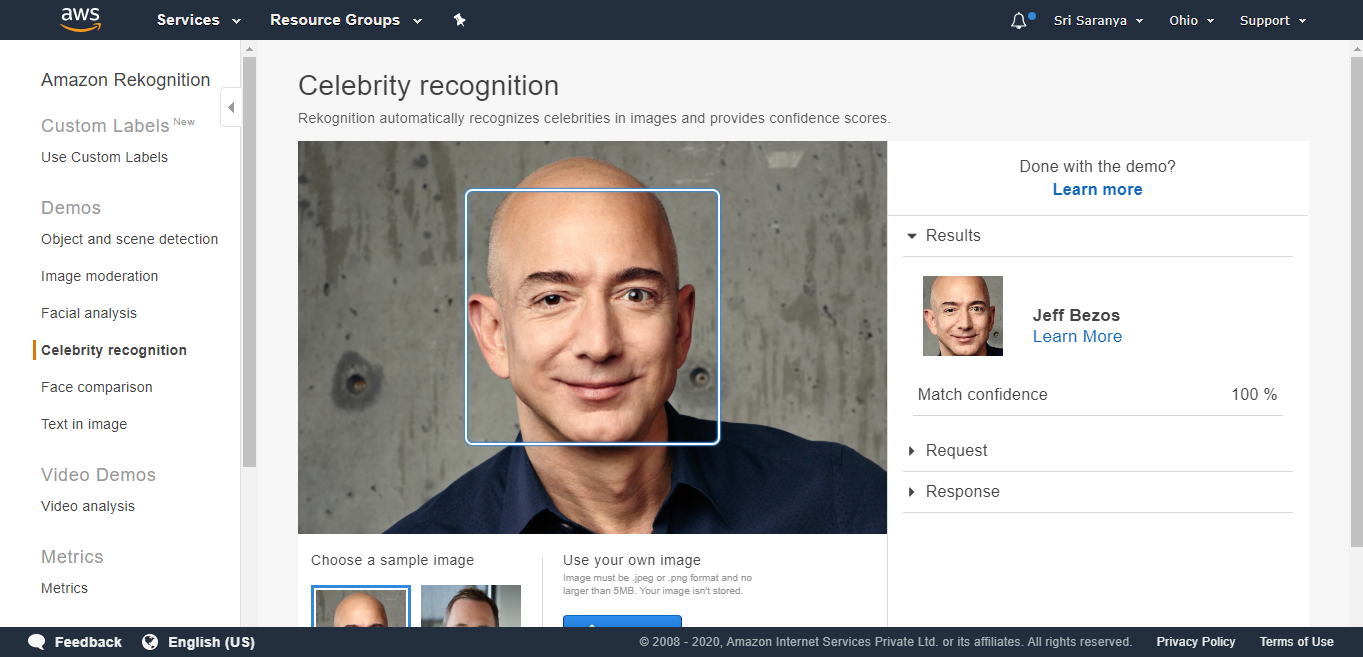 aws
Services
Resource Groups
Sri Saranya
Ohio
Support
Amazon Rekognition
Custom Labels New
Use Custom Labels
Demos
Object and scene detection
Image moderation
Facial analysis
Celebrity recognition
Face comparison
Text in image
Video Demos
Video analysis
Metrics
Metrics
Celebrity recognition
Rekognition automatically recognizes celebrities in images and provides confidence scores.
Done with the demo?
Learn more
Results
Jeff Bezos
Learn More
Match confidence 100 %
Request
Response
Choose a sample image
Use your own image
Image must be .jpeg or .png format and no
larger than 5MB. Your image isn't stored.
Feedback
English (US)
© 2008 - 2020, Amazon Internet Services Private Ltd. or its affiliates. All rights reserved.
Privacy Policy
Terms of Use